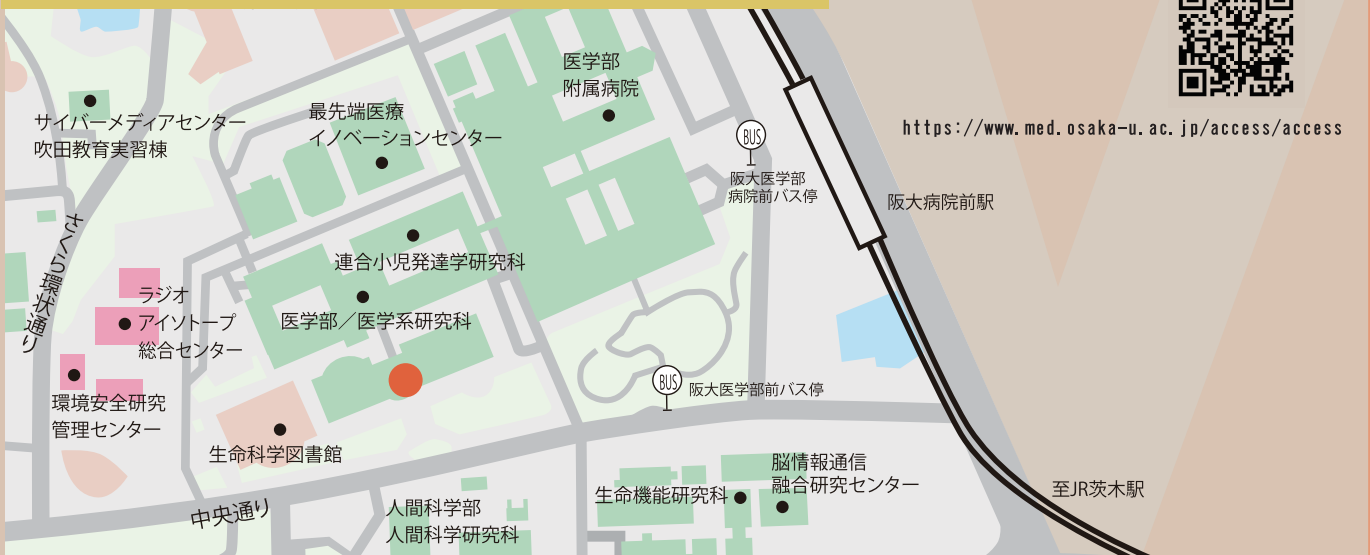 医学部
附属病院
最先端医療
イノベーションセンター
サイバーメディアセンター
吹田教育実習棟
BUS
阪大医学部
病院前バス停
https://www.med.osaka-u.ac.jp/access/access
阪大病院前駅
さくら環状通り
連合小児発達学研究科
ラジオ
アイソトープ
総合センター
医学部／医学系研究科
BUS
阪大医学部前バス停
環境安全研究
管理センター
生命科学図書館
中央通り
人間科学部
人間科学研究科
生命機能研究科
脳情報通信
融合研究センター
至JR茨木駅